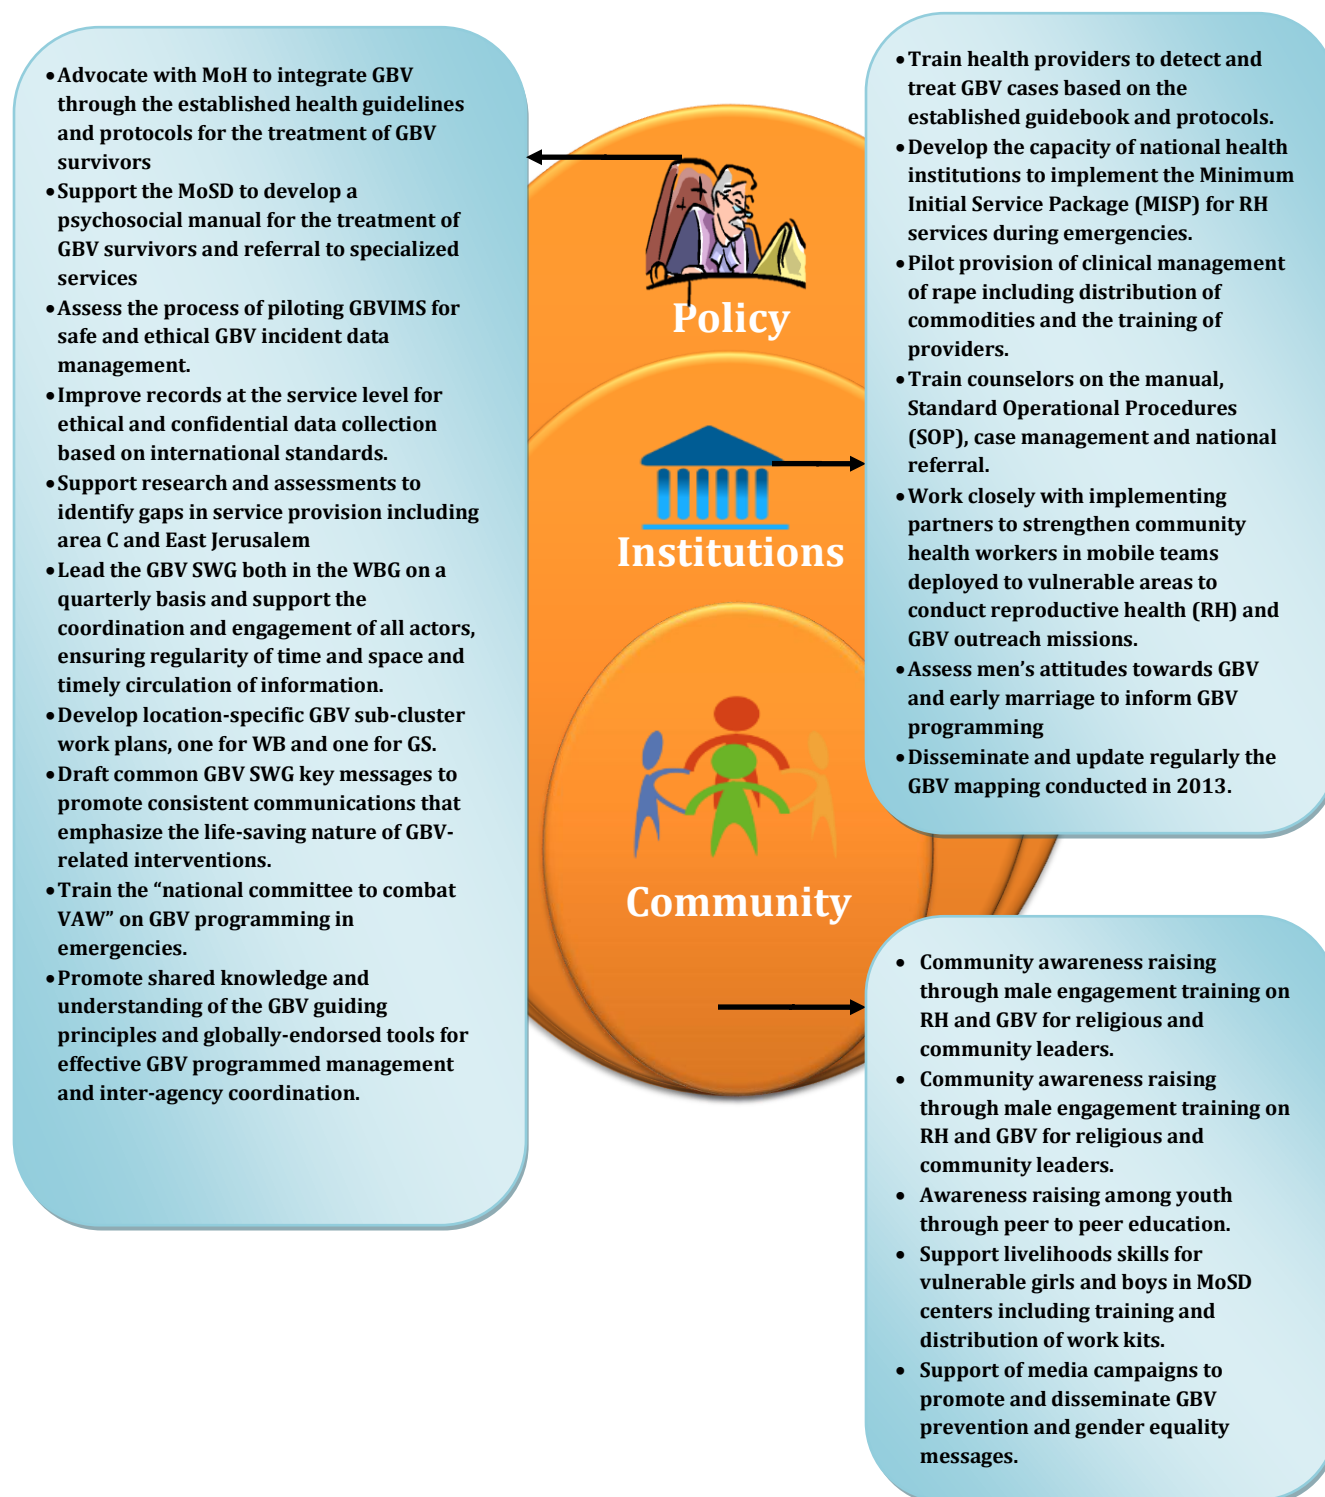 •Advocate with MoH to integrate GBV
through the established health guidelines
and protocols for the treatment of GBV
survivors
•Support the MoSD to develop a
psychosocial manual for the treatment of
GBV survivors and referral to specialized
services
•Assess the process of piloting GBVIMS for
safe and ethical GBV incident data
management.
•Improve records at the service level for
ethical and confidential data collection
based on international standards.
•Support research and assessments to
identify gaps in service provision including
area C and East Jerusalem
•Lead the GBV SWG both in the WBG on a
quarterly basis and support the
coordination and engagement of all actors,
ensuring regularity of time and space and
timely circulation of information.
•Develop location-specific GBV sub-cluster
work plans, one for WB and one for GS.
•Draft common GBV SWG key messages to
promote consistent communications that
emphasize the life-saving nature of GBV-
related interventions.
•Train the “national committee to combat
VAW” on GBV programming in
emergencies.
•Promote shared knowledge and
understanding of the GBV guiding
principles and globally-endorsed tools for
effective GBV programmed management
and inter-agency coordination.
Policy
Institutions
Community
•Train health providers to detect and
treat GBV cases based on the
established guidebook and protocols.
•Develop the capacity of national health
institutions to implement the Minimum
Initial Service Package (MISP) for RH
services during emergencies.
•Pilot provision of clinical management
of rape including distribution of
commodities and the training of
providers.
•Train counselors on the manual,
Standard Operational Procedures
(SOP), case management and national
referral.
•Work closely with implementing
partners to strengthen community
health workers in mobile teams
deployed to vulnerable areas to
conduct reproductive health (RH) and
GBV outreach missions.
•Assess men’s attitudes towards GBV
and early marriage to inform GBV
programming
•Disseminate and update regularly the
GBV mapping conducted in 2013.
• Community awareness raising
through male engagement training on
RH and GBV for religious and
community leaders.
• Community awareness raising
through male engagement training on
RH and GBV for religious and
community leaders.
• Awareness raising among youth
through peer to peer education.
• Support livelihoods skills for
vulnerable girls and boys in MoSD
centers including training and
distribution of work kits.
• Support of media campaigns to
promote and disseminate GBV
prevention and gender equality
messages.